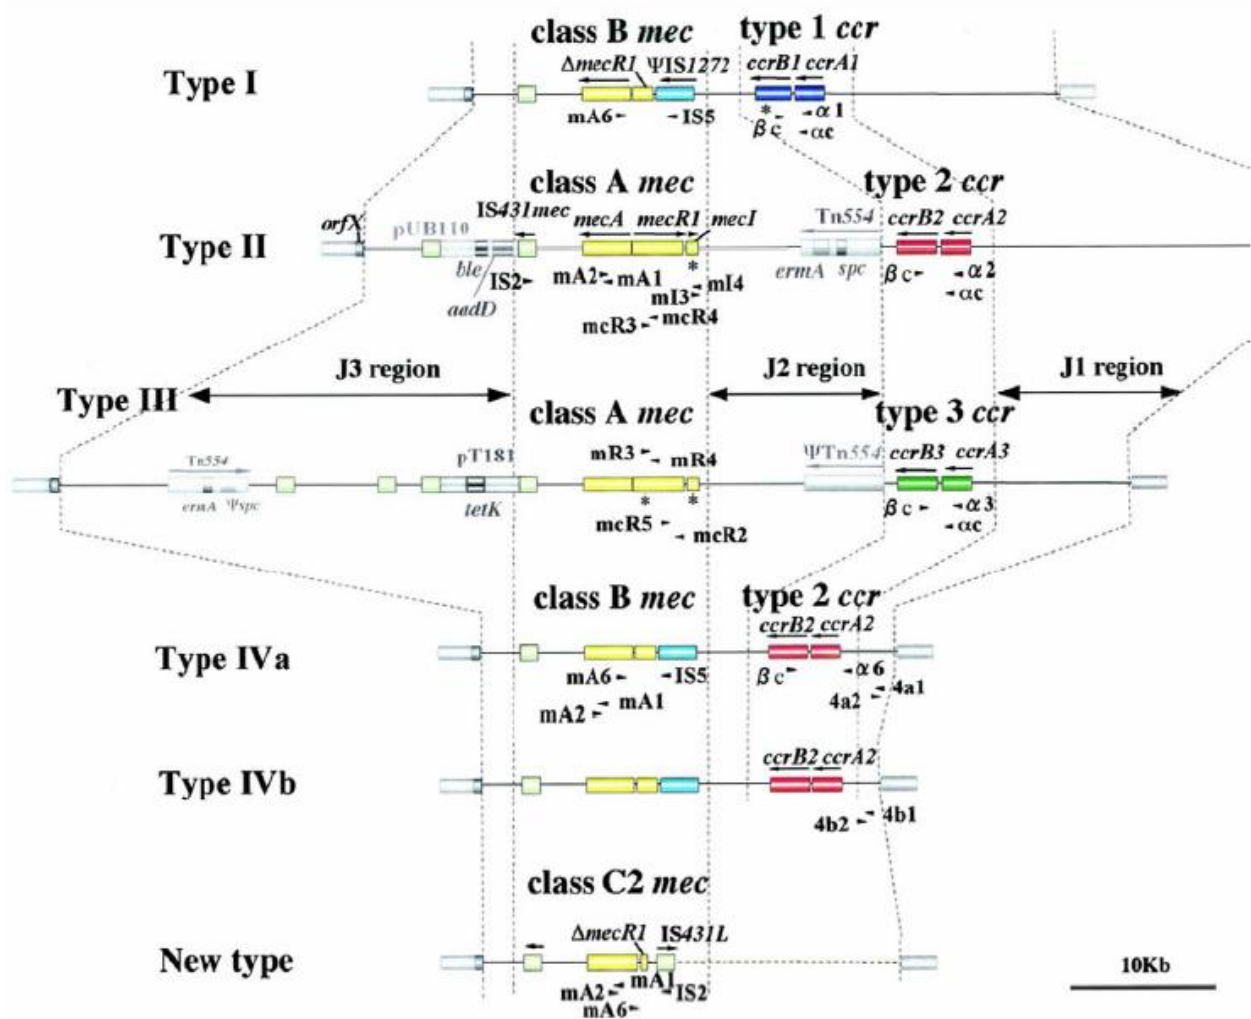 class B mec type 1 ccr
Type I ΔmecR1 ΨIS1272 ccrB1 ccrA1
mA6 IS5 * βc α1
αc
class A mec type 2 ccr
IS431mec mecA mecR1 mecI Tn554 ccrB2 ccrA2
orfX pUB110
Type II
ble IS2 mA2 mA1 * mI4 ermA spc βc α2
aadD mI3 αc
mcR3 mcR4
J3 region J2 region J1 region
Type III
class A mec type 3 ccr
Tn554 pT181 mR3 mR4 ΨTn554 ccrB3 ccrA3
ermA Ψspc tetK * * βc α3
mcR5 mcR2 αc
class B mec type 2 ccr
ccrB2 ccrA2
Type IVa
mA6 IS5 βc α6
mA2 mA1 4a2 4a1
ccrB2 ccrA2
Type IVb
4b2 4b1
class C2 mec
ΔmecR1 IS431L
New type 10Kb
mA2 mA1 IS2
mA6